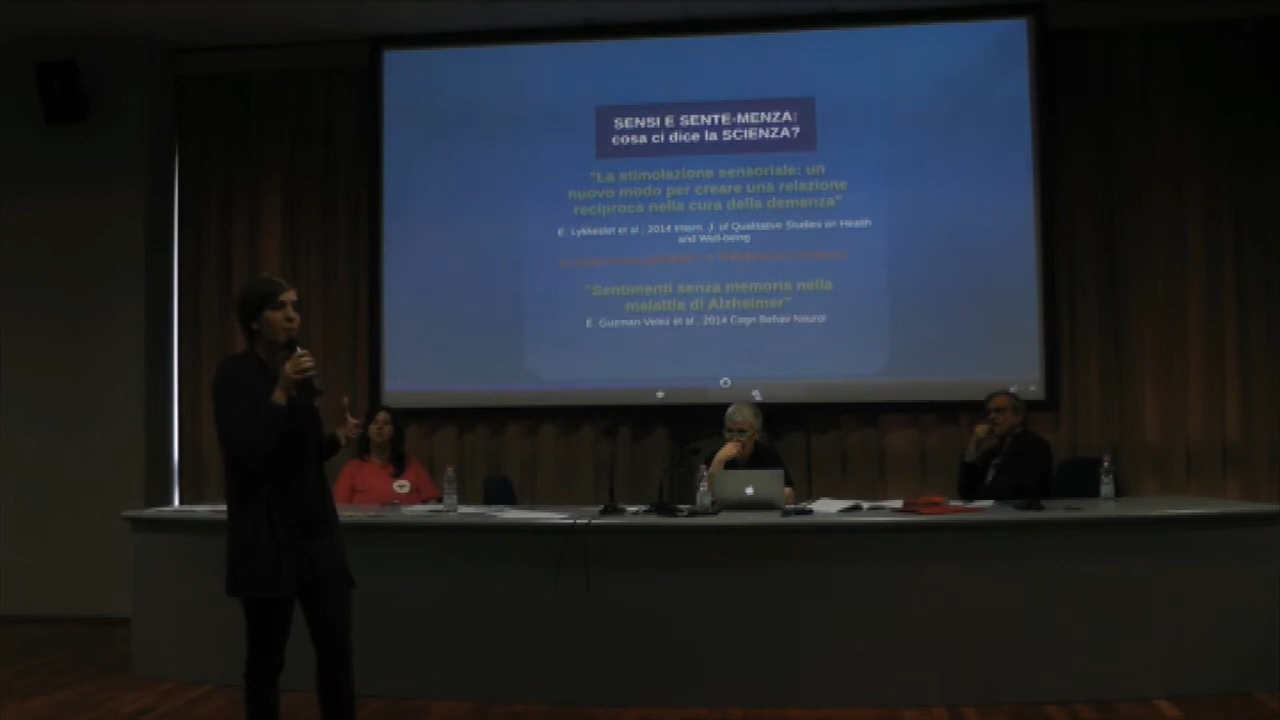 SENSI E SENTE-MENZA:
cosa ci dice la SCIENZA?
"La stimolazione sensoriale: un
nuovo modo per creare una relazione
reciproca nella cura della demenza"
E. Lykkeslet et al., 2014 Intern. J. of Qualitative Studies on Health
and Well-being
"Sentimenti senza memoria nella
malattia di Alzheimer"
E. Guzman-Velez et al., 2014 Cogn Behav Neurol